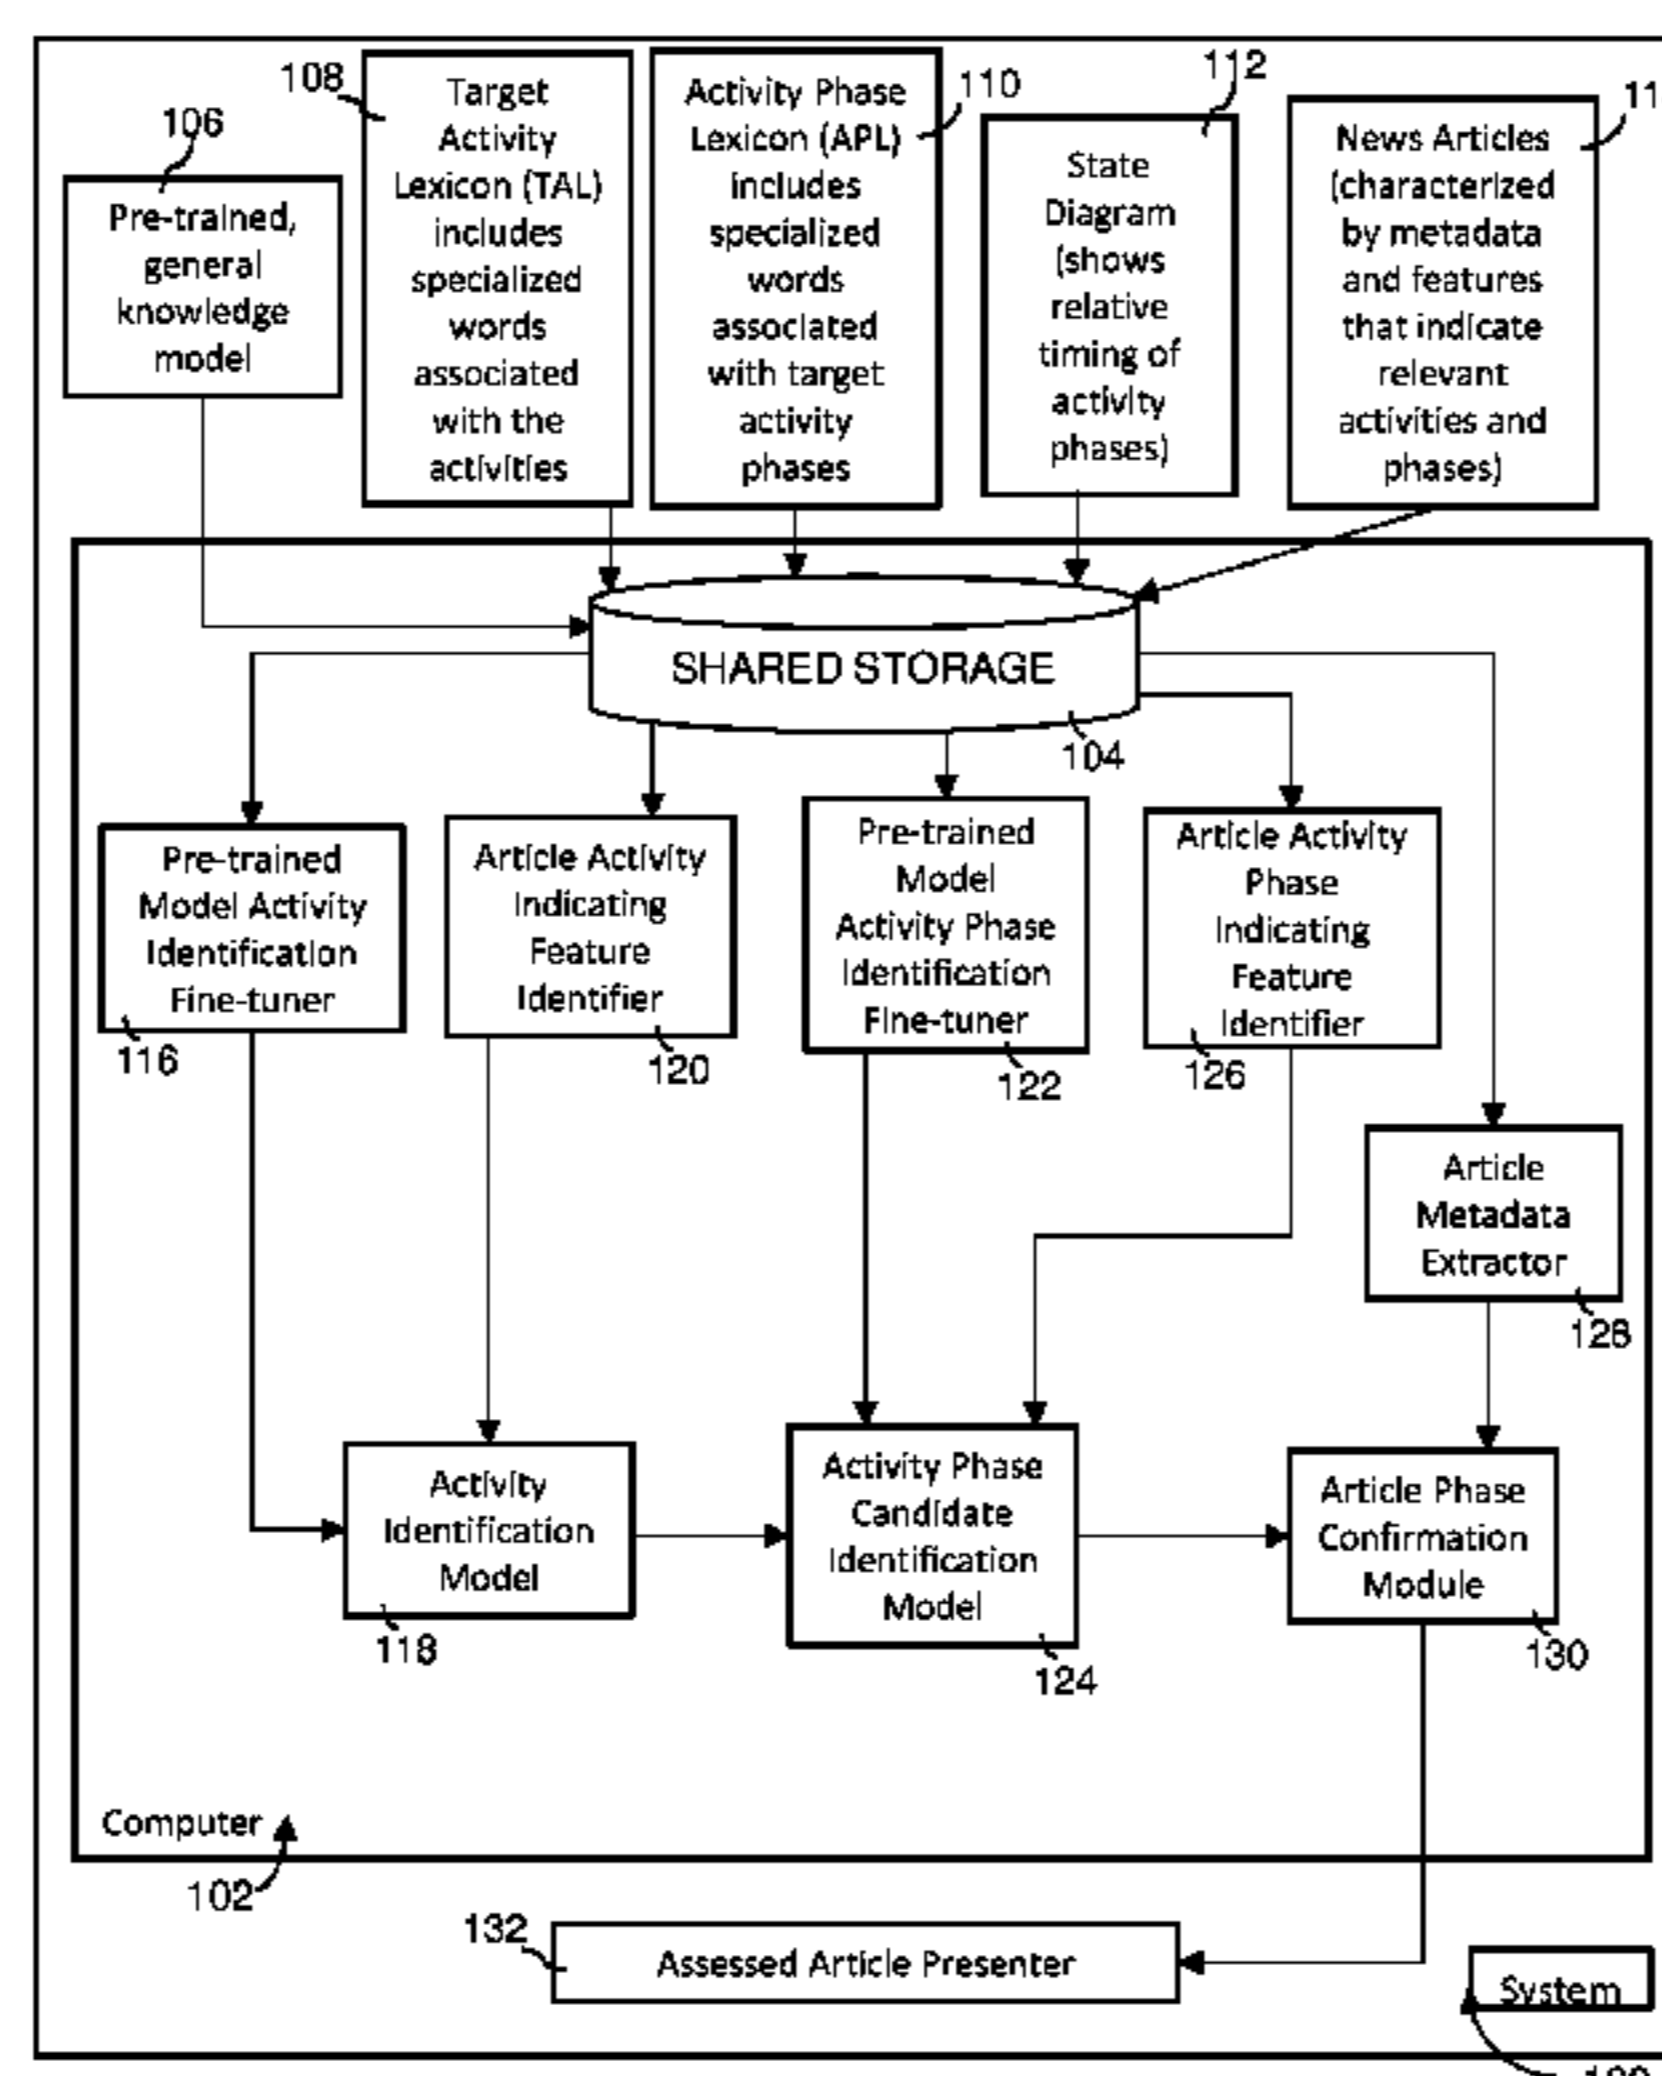 108
Target
Activity
Lexicon (TAL)
includes
specialized
words
associated
with the
activities
Activity Phase
Lexicon (APL)
includes
specialized
words
associated
with target
activity
phases
110
112
State
Diagram
(shows
relative
timing of
activity
phases)
11
News Articles
(characterized
by metadata
and features
that indicate
relevant
activities and
phases)
106
Pre-trained,
general
knowledge
model
SHARED STORAGE
104
Pre-trained
Model Activity
Identification
Fine-tuner
116
Article Activity
Indicating
Feature
Identifier
120
Pre-trained
Model
Activity Phase
Identification
Fine-tuner
122
Article Activity
Phase
Indicating
Feature
Identifier
126
Article
Metadata
Extractor
128
Activity
Identification
Model
118
Activity Phase
Candidate
Identification
Model
124
Article Phase
Confirmation
Module
130
Computer
102
132
Assessed Article Presenter
System